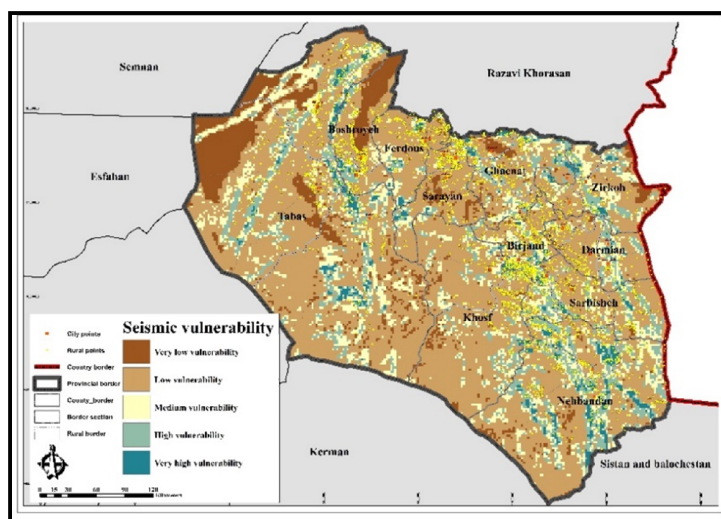 Semnan
Razavi Khorasan
Esfahan
Boshroyeh
Ferdous
Ghaenat
Zirkoh
Sarayan
Tabas
Birjand
Darmian
Sarbisheh
Khosf
Nehbandan
Kerman
Sistan and balochestan
Seismic vulnerability
City points
Rural points
Country border
Provincial border
County_border
Border section
Rural border
Very low vulnerability
Low vulnerability
Medium vulnerability
High vulnerability
Very high vulnerability